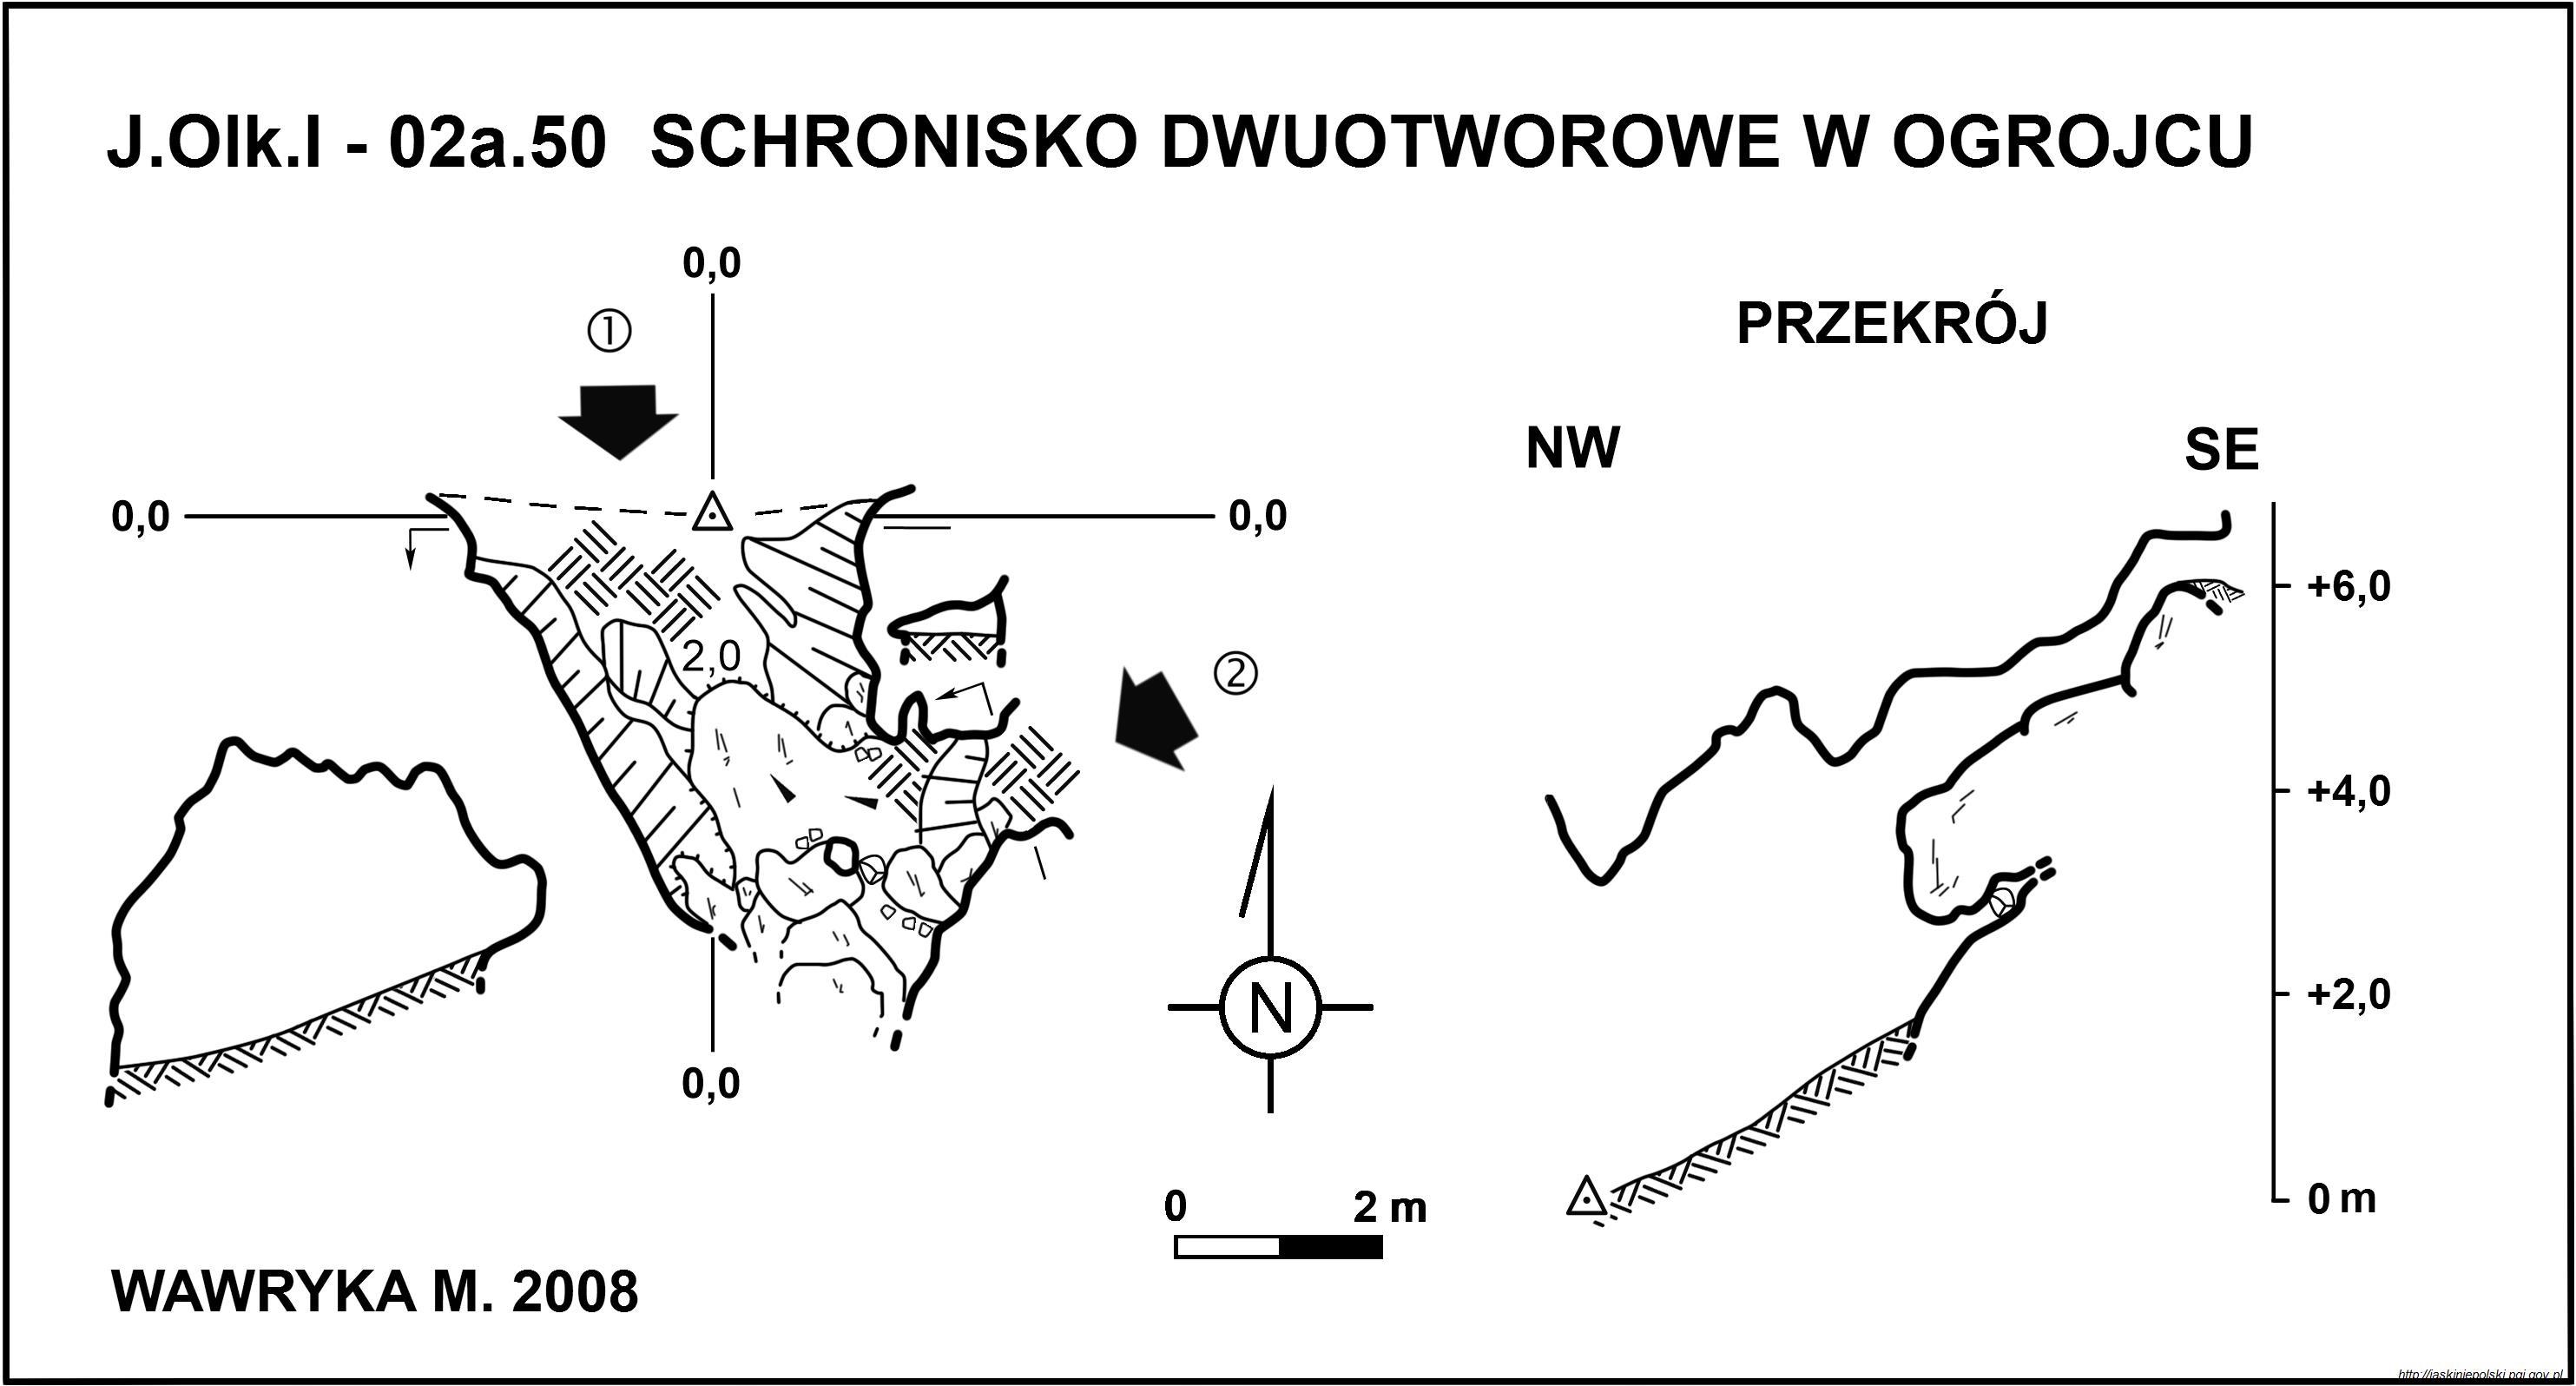 J.Olk.I - 02a.50 SCHRONISKO DWUOTWOROWE W OGROJCU
0,0
①
PRZEKRÓJ
NW
SE
0,0
0,0
+6,0
2,0
②
+4,0
+2,0
N
0,0
0 2 m
0 m
WAWRYKA M. 2008
http://jaskiniepolski.pgi.gov.pl